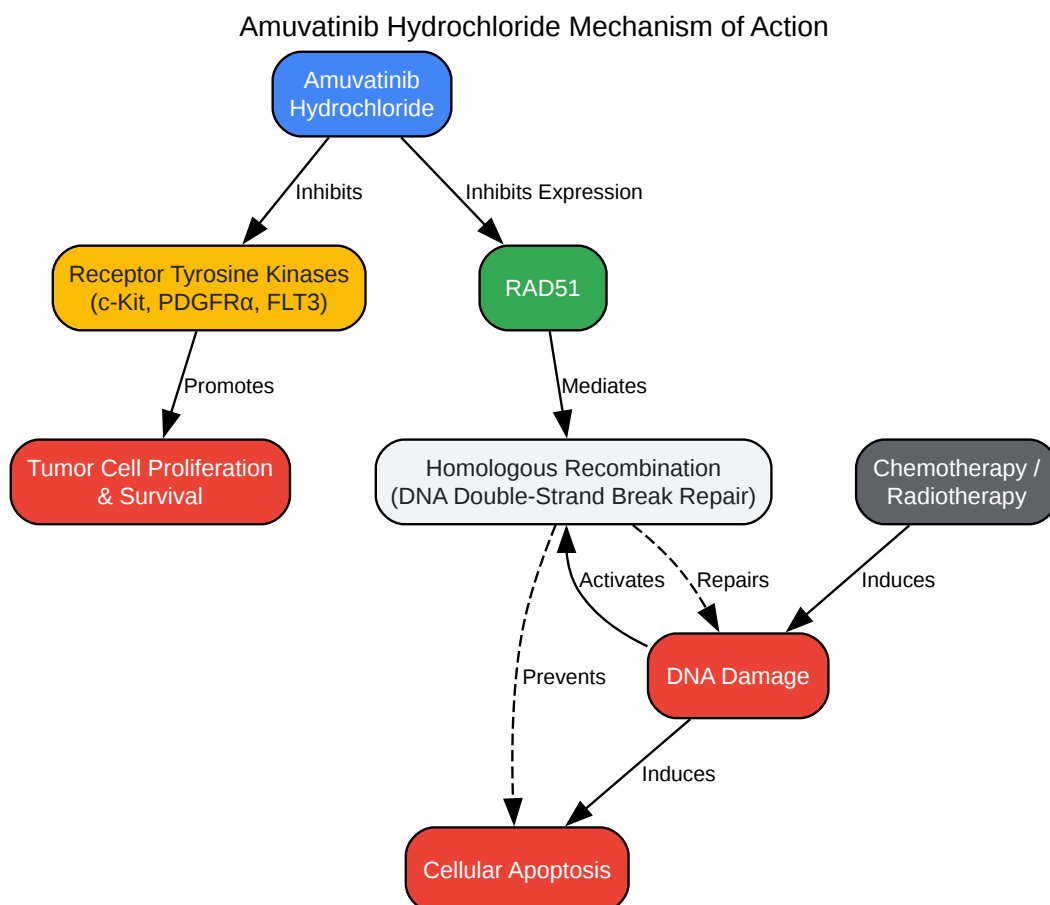 Amuvatinib Hydrochloride Mechanism of Action
Amuvatinib
Hydrochloride
Inhibits
Inhibits Expression
Receptor Tyrosine Kinases
(c-Kit, PDGFRα, FLT3)
RAD51
Promotes
Mediates
Tumor Cell Proliferation
& Survival
Homologous Recombination
(DNA Double-Strand Break Repair)
Chemotherapy /
Radiotherapy
Activates
Repairs
Induces
Prevents
DNA Damage
Induces
Cellular Apoptosis